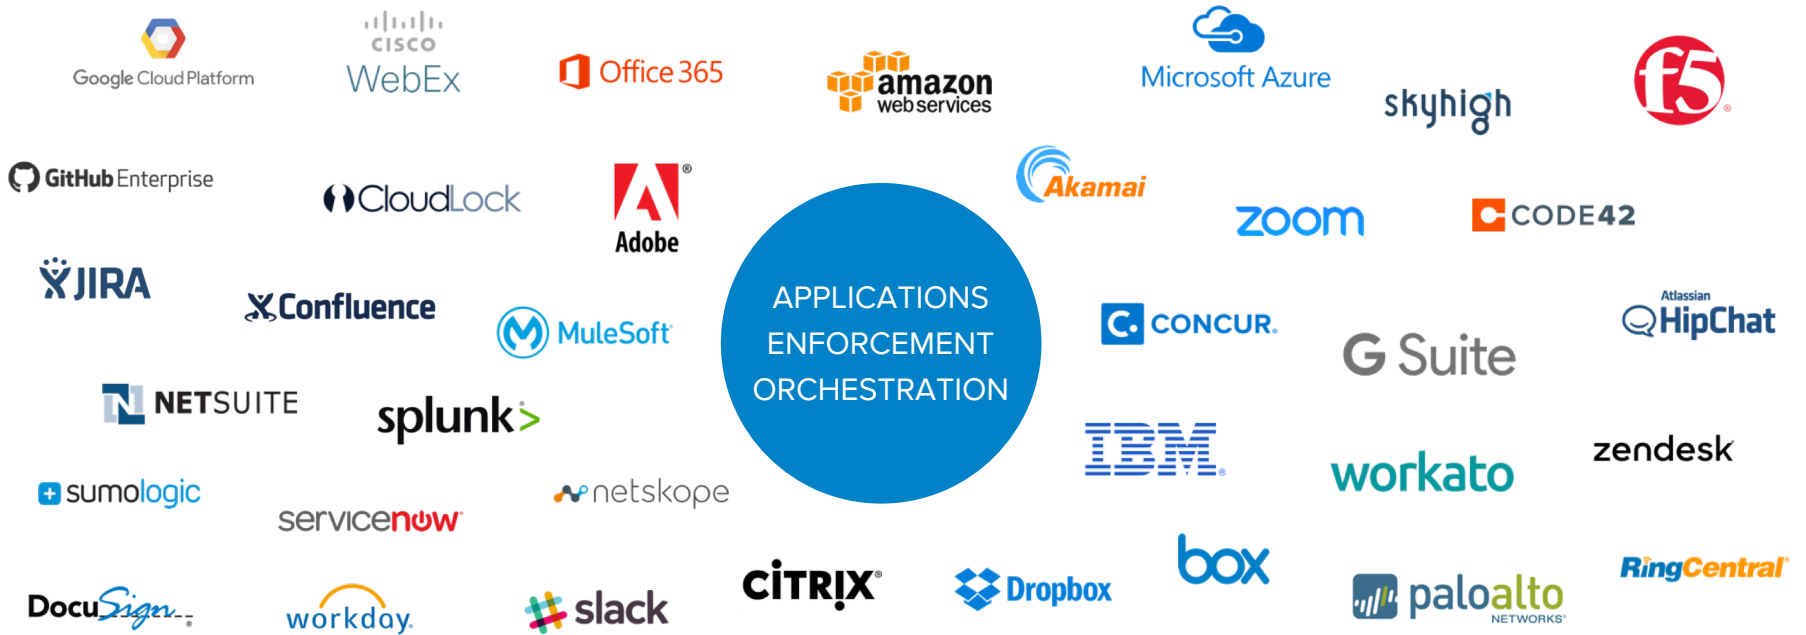 Google Cloud Platform
CISCO
WebEx
Office 365
amazon
web services
Microsoft Azure
skyhigh
f5
®
GitHub Enterprise
CloudLock
Adobe
®
Akamai
zoom
CODE42
JIRA
Confluence
MuleSoft
APPLICATIONS
ENFORCEMENT
ORCHESTRATION
C. CONCUR®
G Suite
Atlassian
HipChat
N NETSUITE
splunk>
IBM®
workato
zendesk
sumologic
servicenow
netskope
DocuSign®
workday®
slack
CITRIX®
Dropbox
box
paloalto
NETWORKS®
RingCentral®